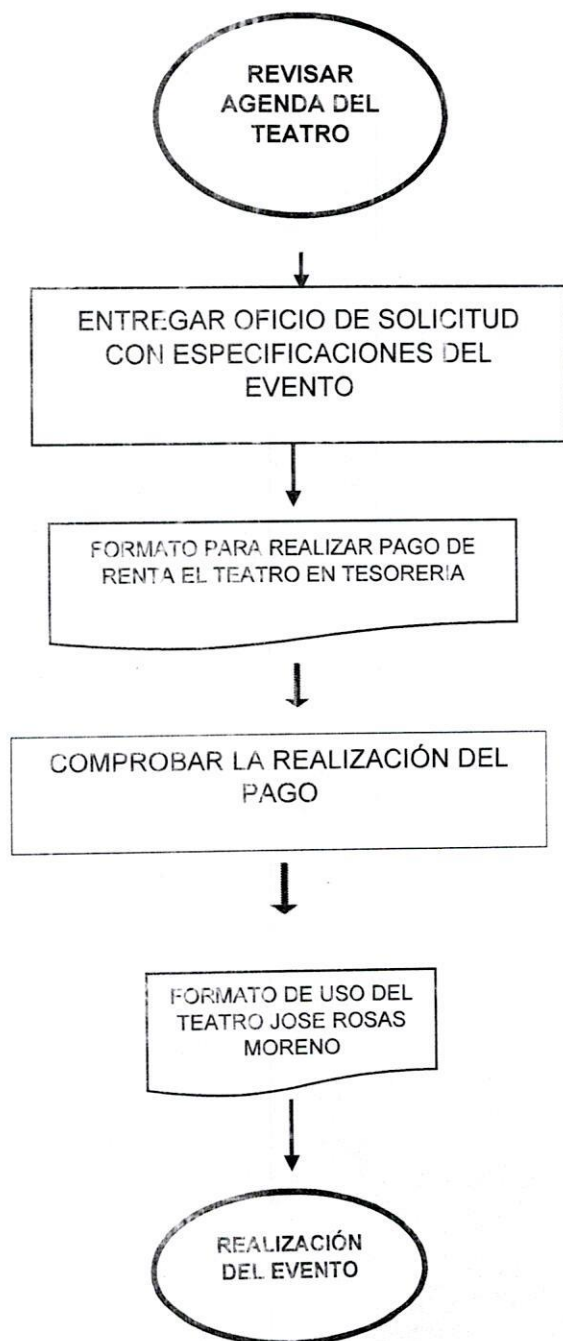 REVISAR
AGENDA DEL
TEATRO
ENTREGAR OFICIO DE SOLICITUD
CON ESPECIFICACIONES DEL
EVENTO
FORMATO PARA REALIZAR PAGO DE
RENTA EL TEATRO EN TESORERIA
COMPROBAR LA REALIZACIÓN DEL
PAGO
FORMATO DE USO DEL
TEATRO JOSE ROSAS
MORENO
REALIZACIÓN
DEL EVENTO